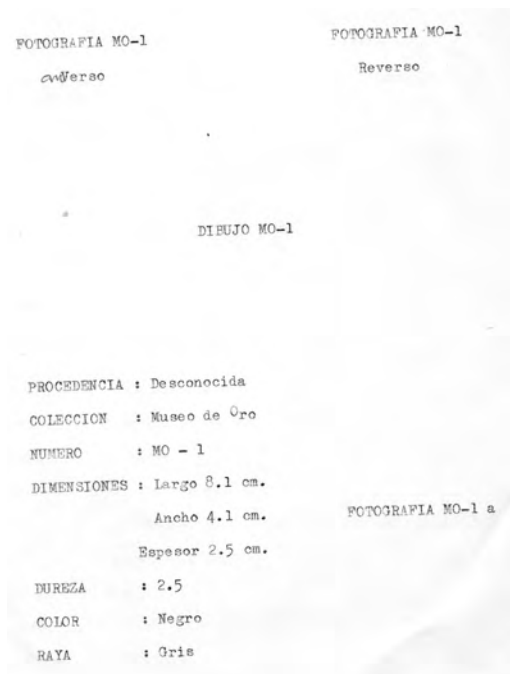 FOTOGRAFIA MO-1
FOTOGRAFIA MO-1
anverso
Reverso
DIBUJO MO-1
PROCEDENCIA : Desconocida
COLECCION : Museo de Oro
NUMERO : MO - 1
DIMENSIONES : Largo 8.1 cm.
Ancho 4.1 cm.
FOTOGRAFIA MO-1 a
Espesor 2.5 cm.
DUREZA : 2.5
COLOR : Negro
RAYA : Gris